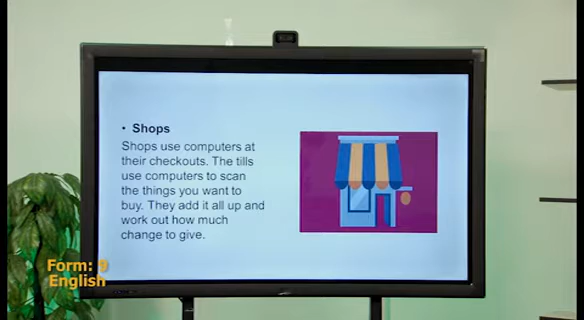 • Shops
Shops use computers at
their checkouts. The tills
use computers to scan
the things you want to
buy. They add it all up and
work out how much
change to give.
Form: 9
English